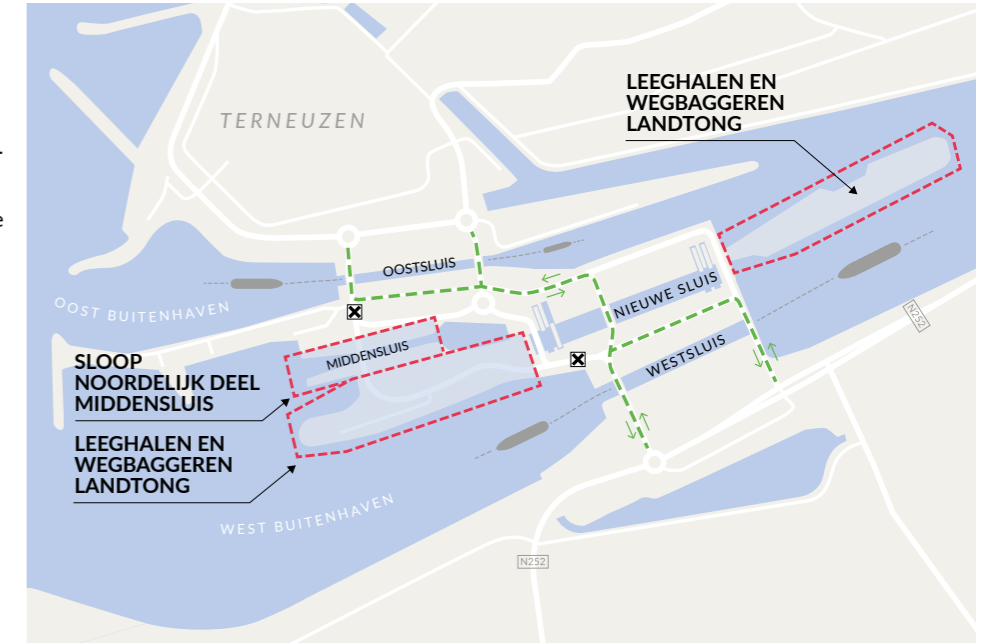 LEEGHALEN EN
WEGBAGGEREN
LANDTONG
TERNEUZEN
e
OOSTSLUIS
OOST BUITENHAVEN
NIEUWE SLUIS
N252
MIDDENSLUIS
WESTSLUIS
SLOOP
NOORDELIJK DEEL
MIDDENSLUIS
LEEGHALEN EN
WEGBAGGEREN
LANDTONG
WEST BUITENHAVEN
N252